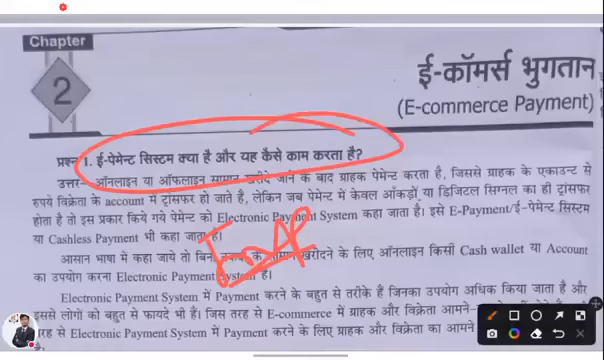 Chapter
2
ई-कॉमर्स भुगतान
(E-commerce Payment)
प्रश्न 1. ई-पेमेन्ट सिस्टम क्या है और यह कैसे काम करता है?
उत्तर– ऑनलाइन या ऑफलाइन सामान खरीदे जाने के बाद ग्राहक पेमेन्ट करता है, जिससे ग्राहक के एकाउन्ट से
रुपये विक्रेता के account में ट्रांसफर हो जाते है, लेकिन जब पेमेन्ट में केवल आँकड़ों या डिजिटल सिग्नल का ही ट्रांसफर
होता है तो इस प्रकार किये गये पेमेन्ट को Electronic Payment System कहा जाता है। इसे E-Payment/ई-पेमेन्ट सिस्टम
या Cashless Payment भी कहा जाता है।
आसान भाषा में कहा जाये तो बिना के सामान खरीदने के लिए ऑनलाइन किसी Cash wallet या Account
का उपयोग करना Electronic Payment System है।
Electronic Payment System में Payment करने के बहुत से तरीके हैं जिनका उपयोग अधिक किया जाता है और
इससे लोगों को बहुत से फायदे भी हैं। जिस तरह से E-commerce में ग्राहक और विक्रेता आमने-
तरह से Electronic Payment System में Payment करने के लिए ग्राहक और विक्रेता का आमने